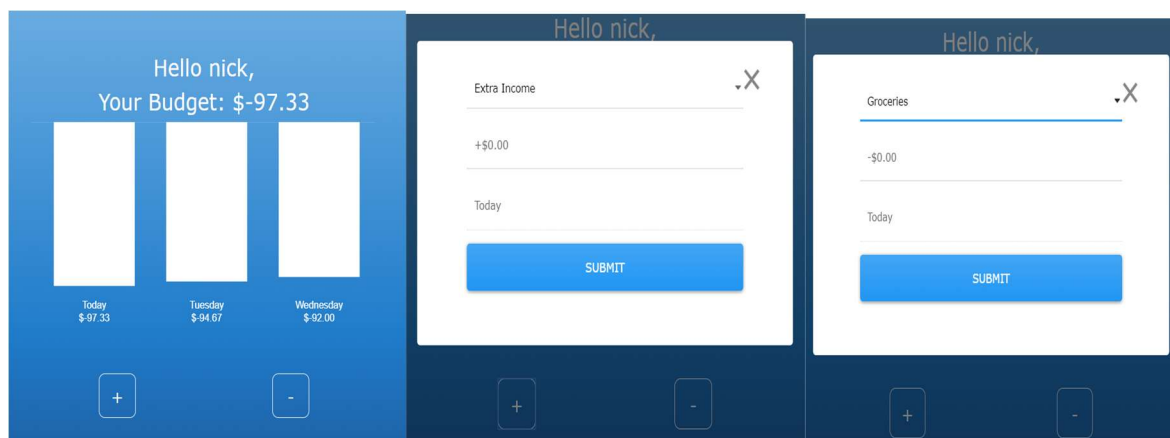 Hello nick,
Your Budget: $-97.33
Today
$-97.33
Tuesday
$-94.67
Wednesday
$-92.00
+
-
Hello nick,
Extra Income
X
+$0.00
Today
SUBMIT
+
-
Hello nick,
Groceries
X
-$0.00
Today
SUBMIT
+
-